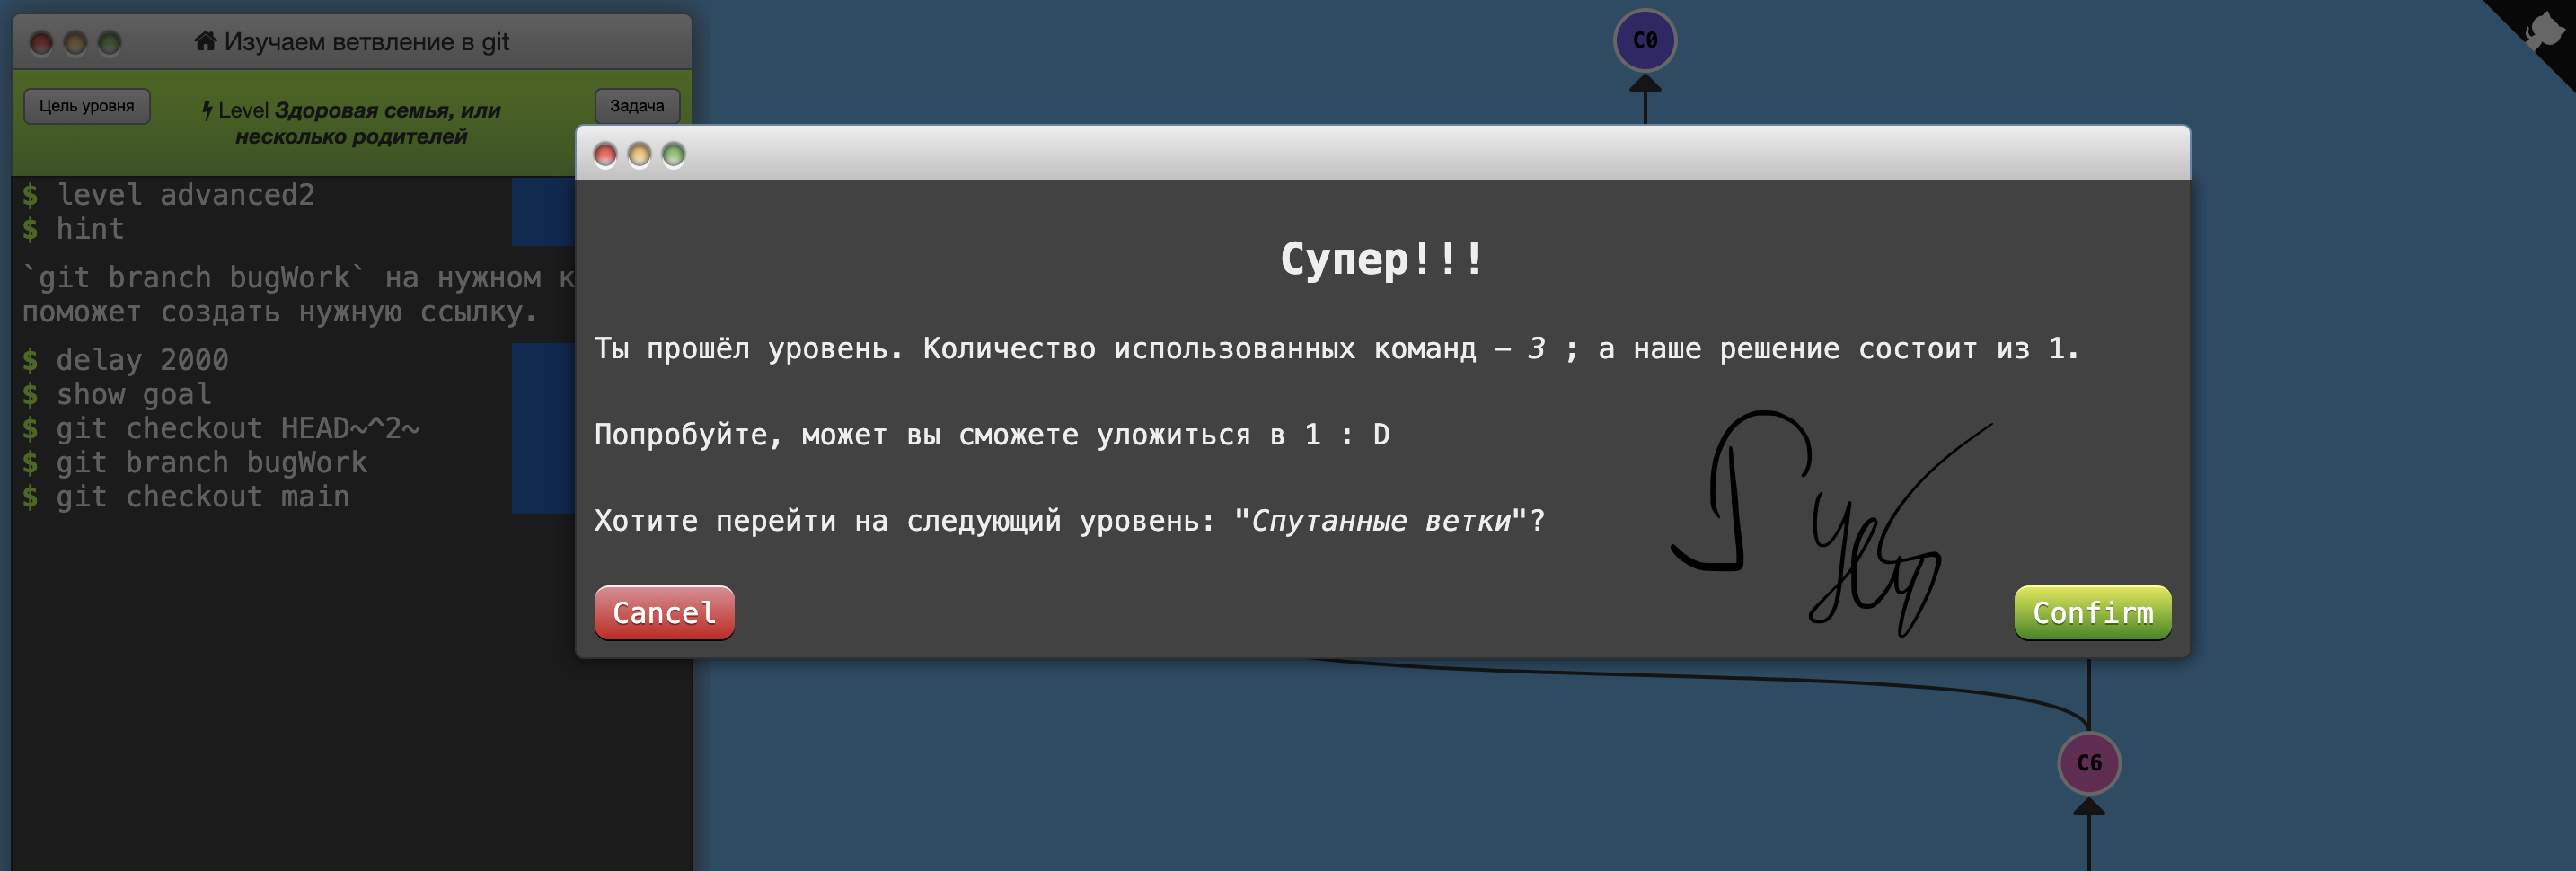 Изучаем ветвление в git
Цель уровня
Level Здоровая семья, или
несколько родителей
Задача
$ level advanced2
$ hint
`git branch bugWork` на нужном к
поможет создать нужную ссылку.
$ delay 2000
$ show goal
$ git checkout HEAD~^2~
$ git branch bugWork
$ git checkout main
C0
Супер!!!
Ты прошёл уровень. Количество использованных команд – 3 ; а наше решение состоит из 1.
Попробуйте, может вы сможете уложиться в 1 : D
Хотите перейти на следующий уровень: "Спутанные ветки"?
Cancel
Confirm
C6